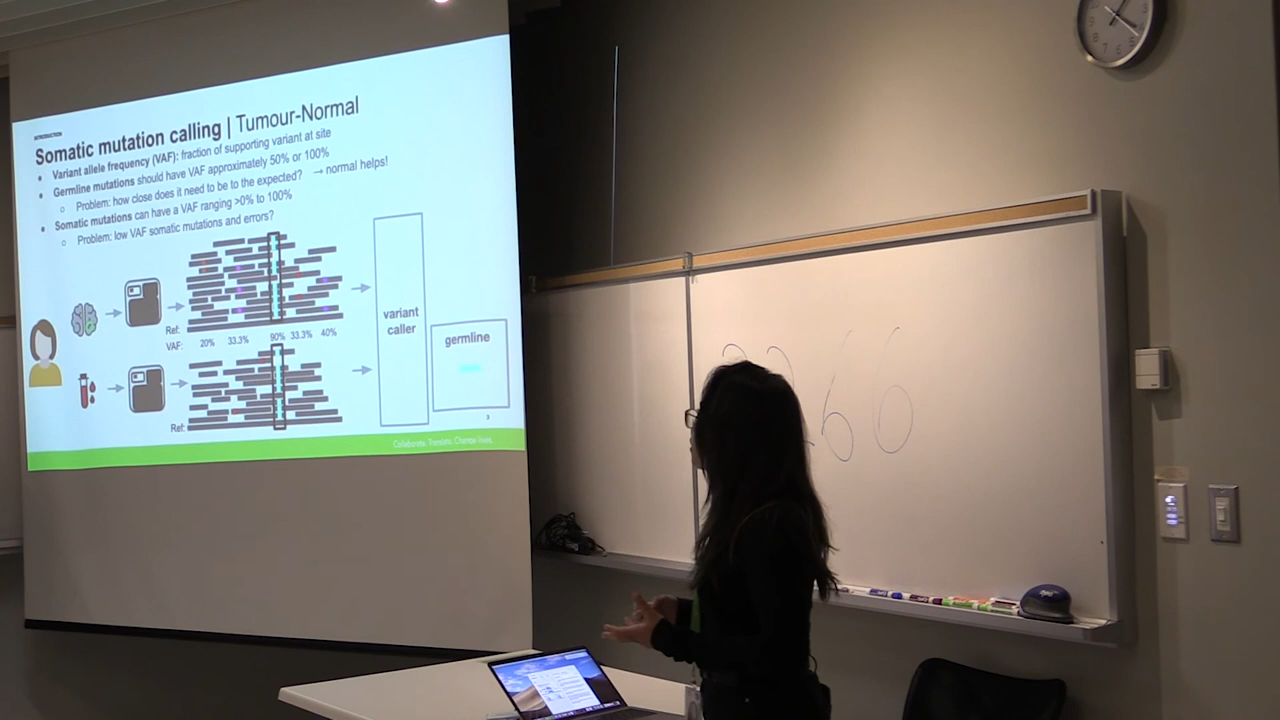 INTRODUCTION
Somatic mutation calling | Tumour-Normal
• Variant allele frequency (VAF): fraction of supporting variant at site
• Germline mutations should have VAF approximately 50% or 100%
○ Problem: how close does it need to be to the expected? → normal helps!
• Somatic mutations can have a VAF ranging >0% to 100%
○ Problem: low VAF somatic mutations and errors?
Ref:
VAF: 20% 33.3% 90% 33.3% 40%
variant
caller
germline
Ref:
3
Collaborate. Translate. Change lives.
66